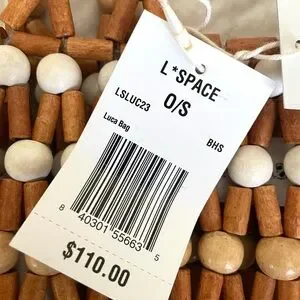 L*SPACE
LSLUC23 O/S
Luca Bag BHS
8 40301 55663 5
$110.00